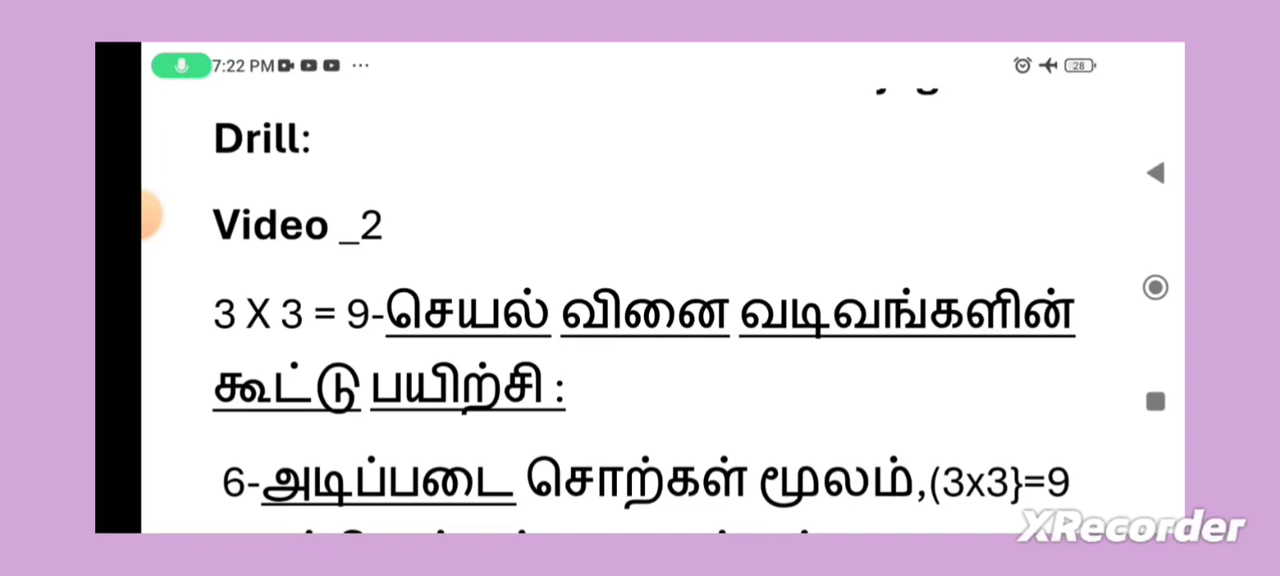 7:22 PM ... 28
Drill:
Video _2
3 X 3 = 9-செயல் வினை வடிவங்களின்
கூட்டு பயிற்சி :
6-அடிப்படை சொற்கள் மூலம்,(3x3}=9
XRecorder